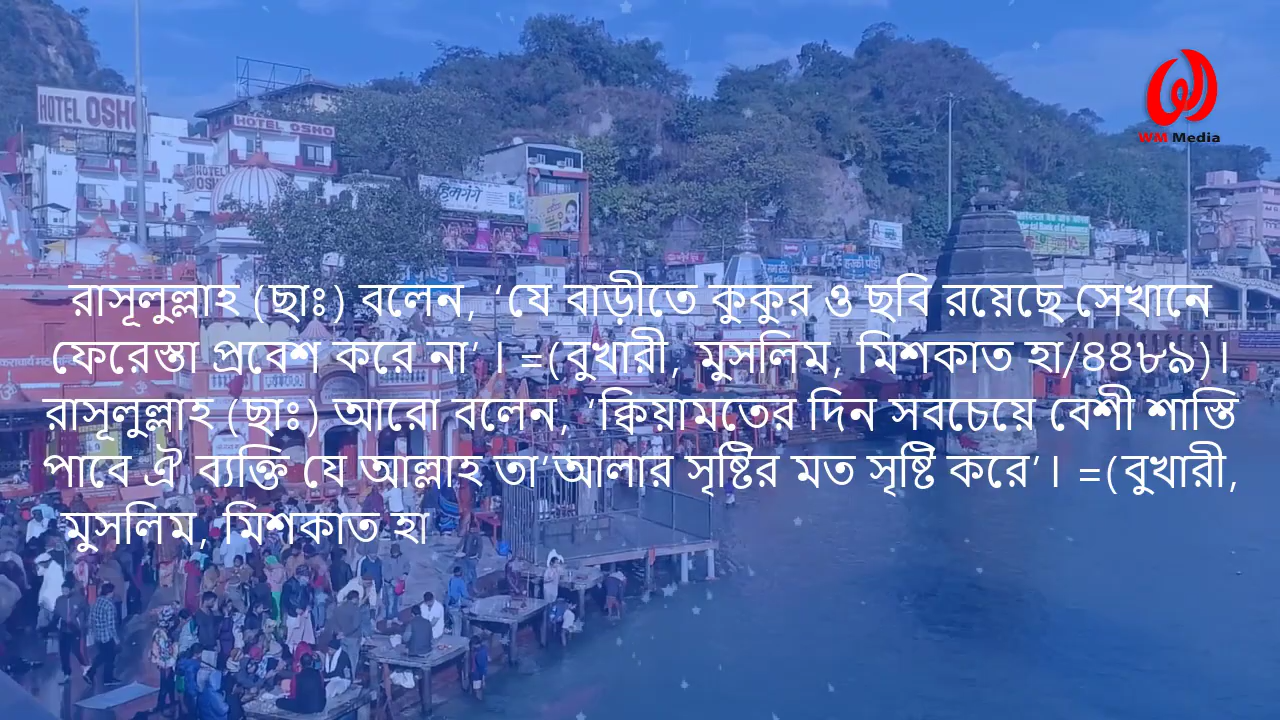 HOTEL OSHO
HOTEL OSHO
WM Media
हिमगंगे
রাসূলুল্লাহ (ছাঃ) বলেন, ‘যে বাড়ীতে কুকুর ও ছবি রয়েছে সেখানে
ফেরেস্তা প্রবেশ করে না’ । =(বুখারী, মুসলিম, মিশকাত হা/৪৪৮৯)।
রাসূলুল্লাহ (ছাঃ) আরো বলেন, ‘ক্বিয়ামতের দিন সবচেয়ে বেশী শাস্তি
পাবে ঐ ব্যক্তি যে আল্লাহ তা‘আলার সৃষ্টির মত সৃষ্টি করে’। =(বুখারী,
মুসলিম, মিশকাত হা